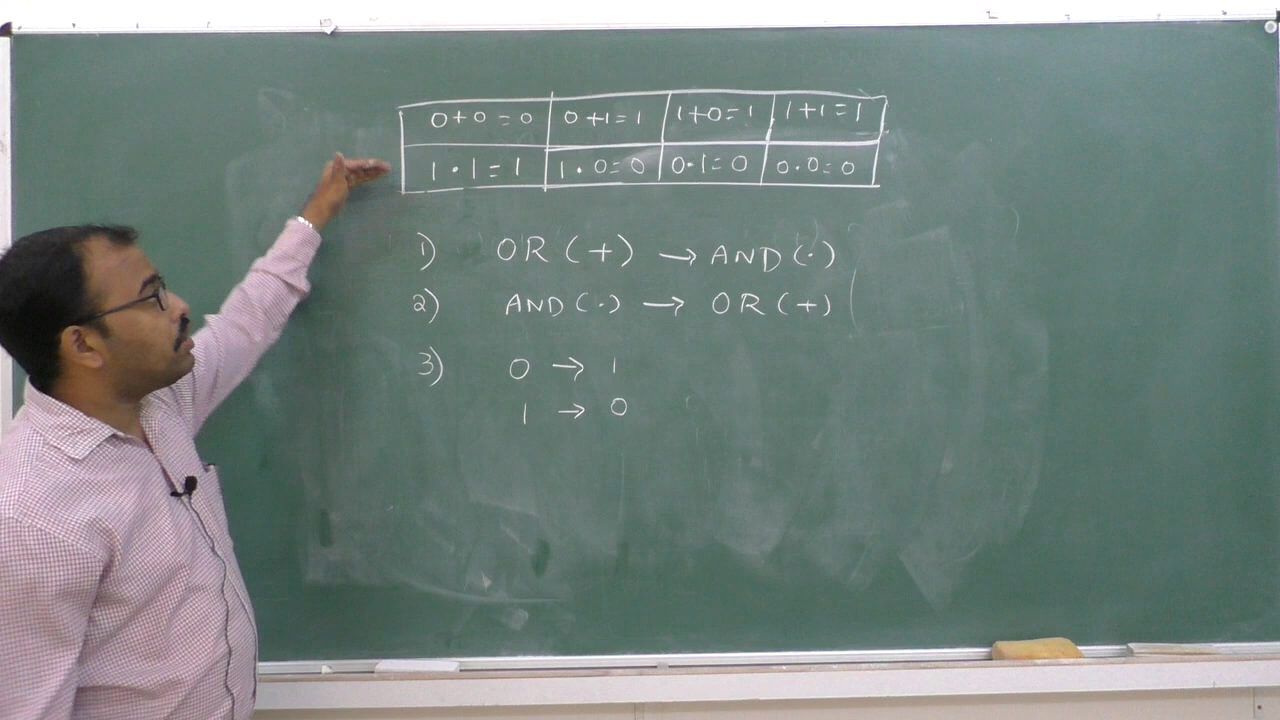 0+0=0 0+1=1 1+0=1 1+1=1
1·1=1 1·0=0 0·1=0 0·0=0
1) OR (+) → AND (·)
2) AND (·) → OR (+)
3) 0 → 1
1 → 0